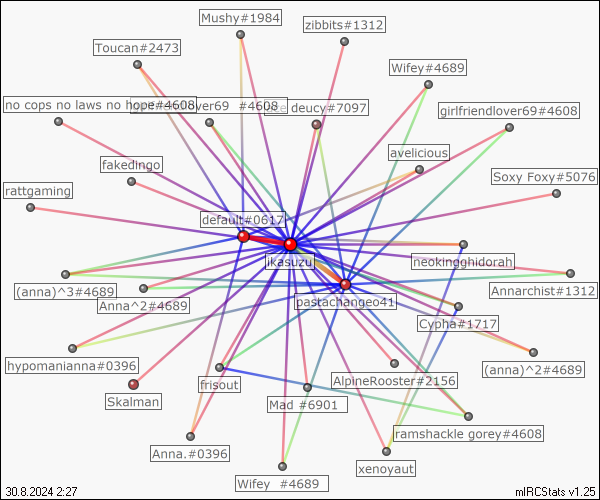 Mushy#1984
zibbits#1312
Toucan#2473
Wifey#4689
no cops no laws no hope#4608
lover69 #4608
deucy#7097
girlfriendlover69#4608
avelicious
fakedingo
Soxy Foxy#5076
rattgaming
default#0617
jikasuzu
neokingghidorah
(anna)^3#4689
Annarchist#1312
Anna^2#4689
pastachangeo41
Cypha#1717
hypomanianna#0396
(anna)^2#4689
AlpineRooster#2156
Skalman
frisout
Mad #6901
ramshackle gorey#4608
Anna.#0396
xenoyaut
Wifey #4689
30.8.2024 2:27
mIRCStats v1.25